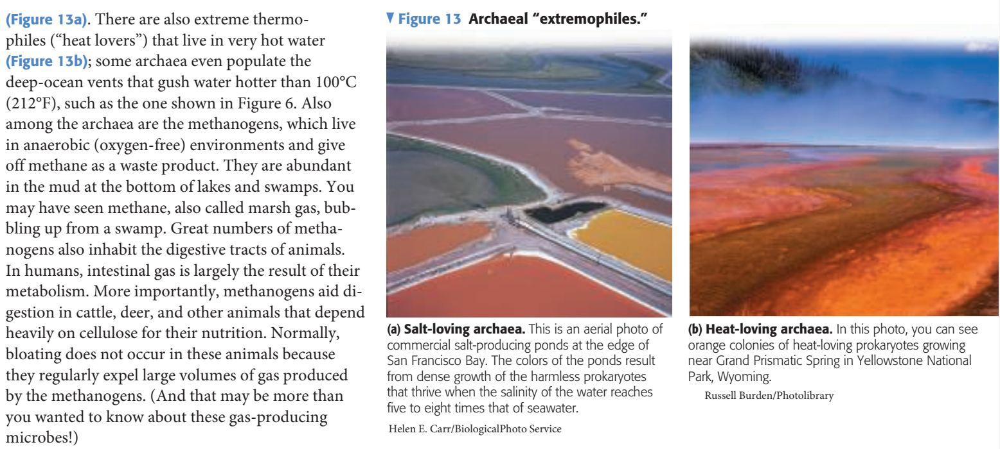 (Figure 13a). There are also extreme thermo-
philes (“heat lovers”) that live in very hot water
(Figure 13b); some archaea even populate the
deep-ocean vents that gush water hotter than 100°C
(212°F), such as the one shown in Figure 6. Also
among the archaea are the methanogens, which live
in anaerobic (oxygen-free) environments and give
off methane as a waste product. They are abundant
in the mud at the bottom of lakes and swamps. You
may have seen methane, also called marsh gas, bub-
bling up from a swamp. Great numbers of metha-
nogens also inhabit the digestive tracts of animals.
In humans, intestinal gas is largely the result of their
metabolism. More importantly, methanogens aid di-
gestion in cattle, deer, and other animals that depend
heavily on cellulose for their nutrition. Normally,
bloating does not occur in these animals because
they regularly expel large volumes of gas produced
by the methanogens. (And that may be more than
you wanted to know about these gas-producing
microbes!)
▼ Figure 13 Archaeal “extremophiles.”
(a) Salt-loving archaea. This is an aerial photo of
commercial salt-producing ponds at the edge of
San Francisco Bay. The colors of the ponds result
from dense growth of the harmless prokaryotes
that thrive when the salinity of the water reaches
five to eight times that of seawater.
Helen E. Carr/BiologicalPhoto Service
(b) Heat-loving archaea. In this photo, you can see
orange colonies of heat-loving prokaryotes growing
near Grand Prismatic Spring in Yellowstone National
Park, Wyoming.
Russell Burden/Photolibrary